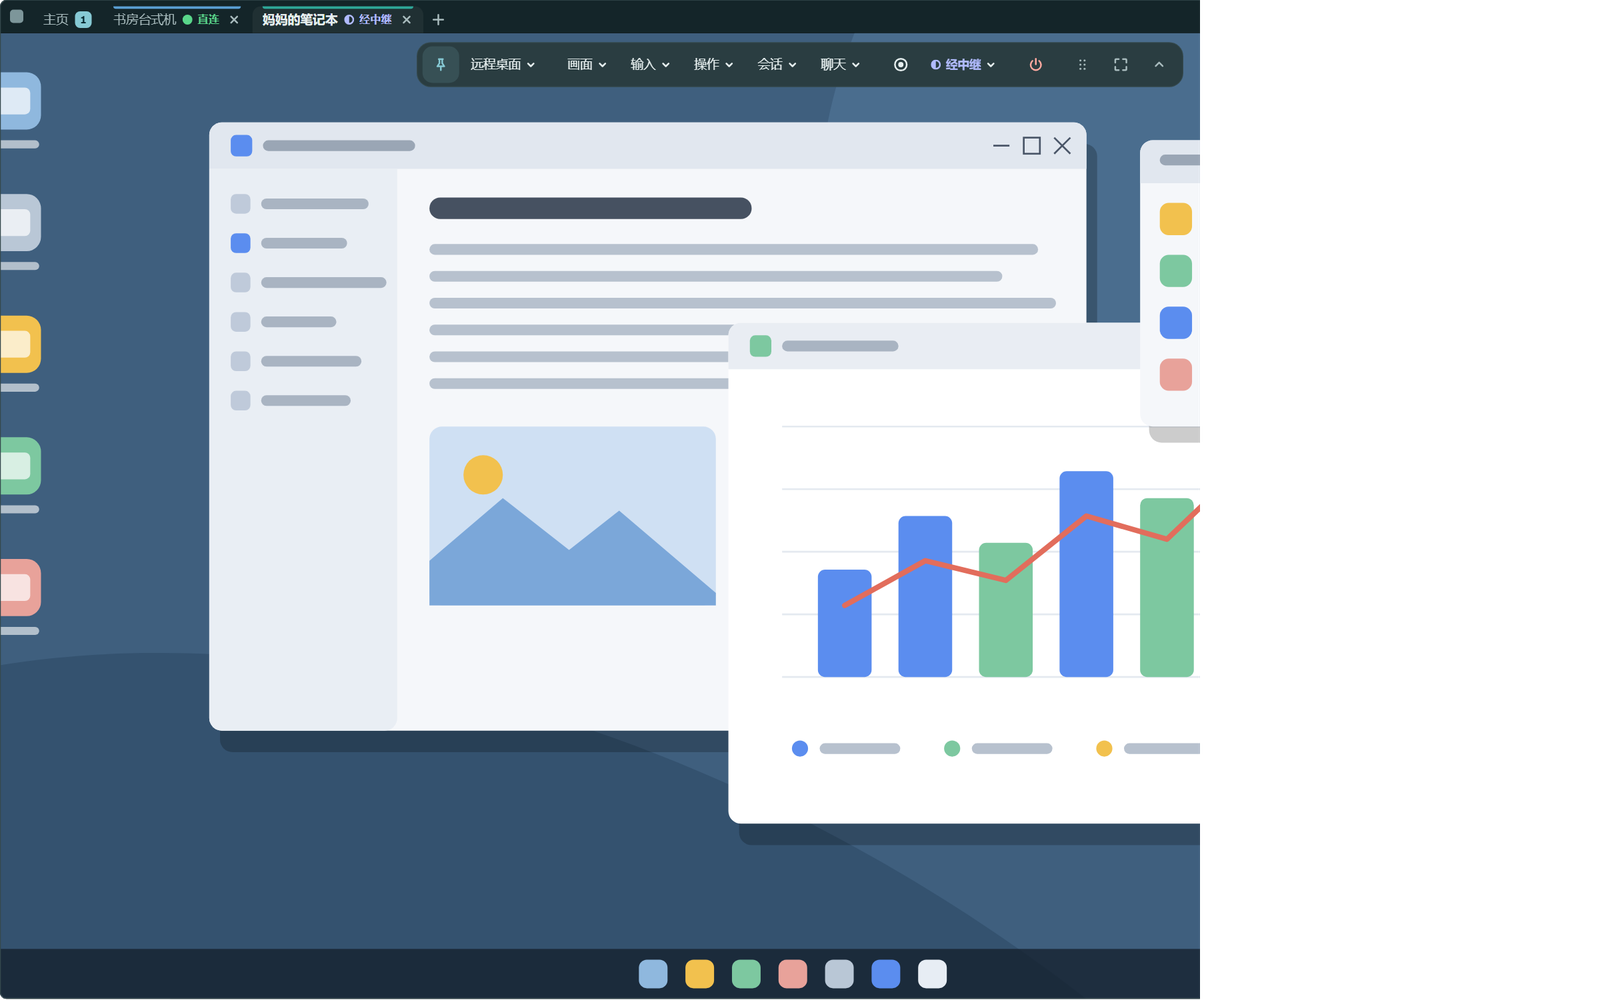 主页 1 书房台式机 直连 妈妈的笔记本 经中继
远程桌面 画面 输入 操作 会话 聊天 经中继